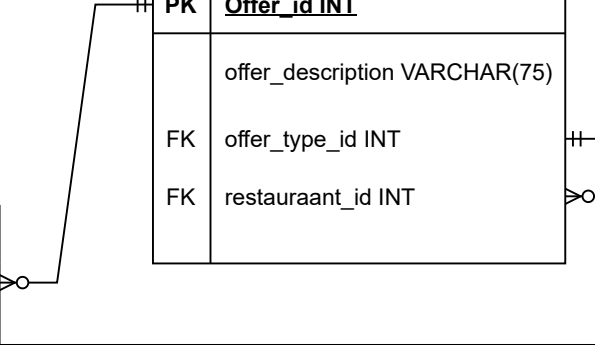 PK Offer_id INT
offer_description VARCHAR(75)
FK offer_type_id INT
FK restauraant_id INT